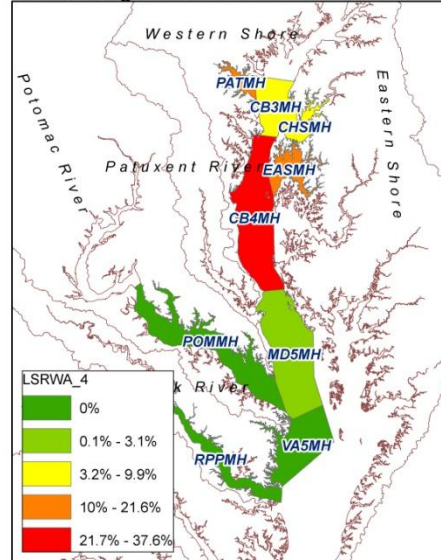 Western Shore
Potomac River
PATMH
CB3MH
CHSMH
Eastern Shore
Patuxent River
EASMH
CB4MH
POMMH
MD5MH
k River
VA5MH
RPPMH
LSRWA_4
0%
0.1% - 3.1%
3.2% - 9.9%
10% - 21.6%
21.7% - 37.6%